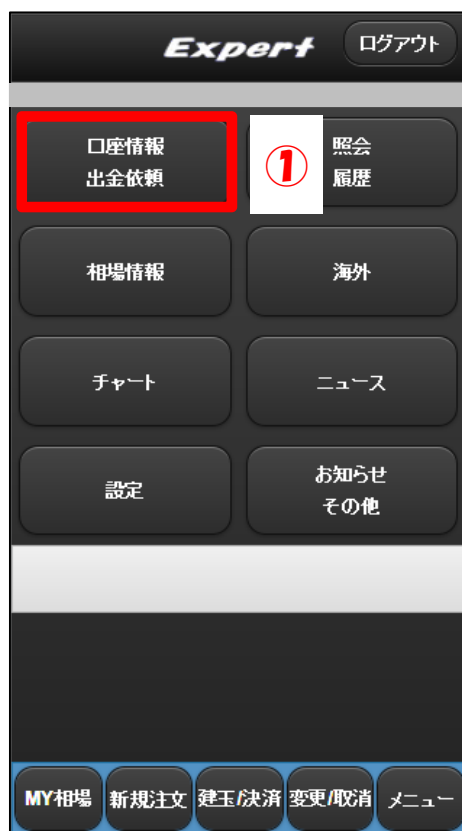 Expert ログアウト
口座情報
出金依頼
①
照会
履歴
相場情報
海外
チャート
ニュース
設定
お知らせ
その他
MY相場 新規注文 建玉/決済 変更/取消 メニュー